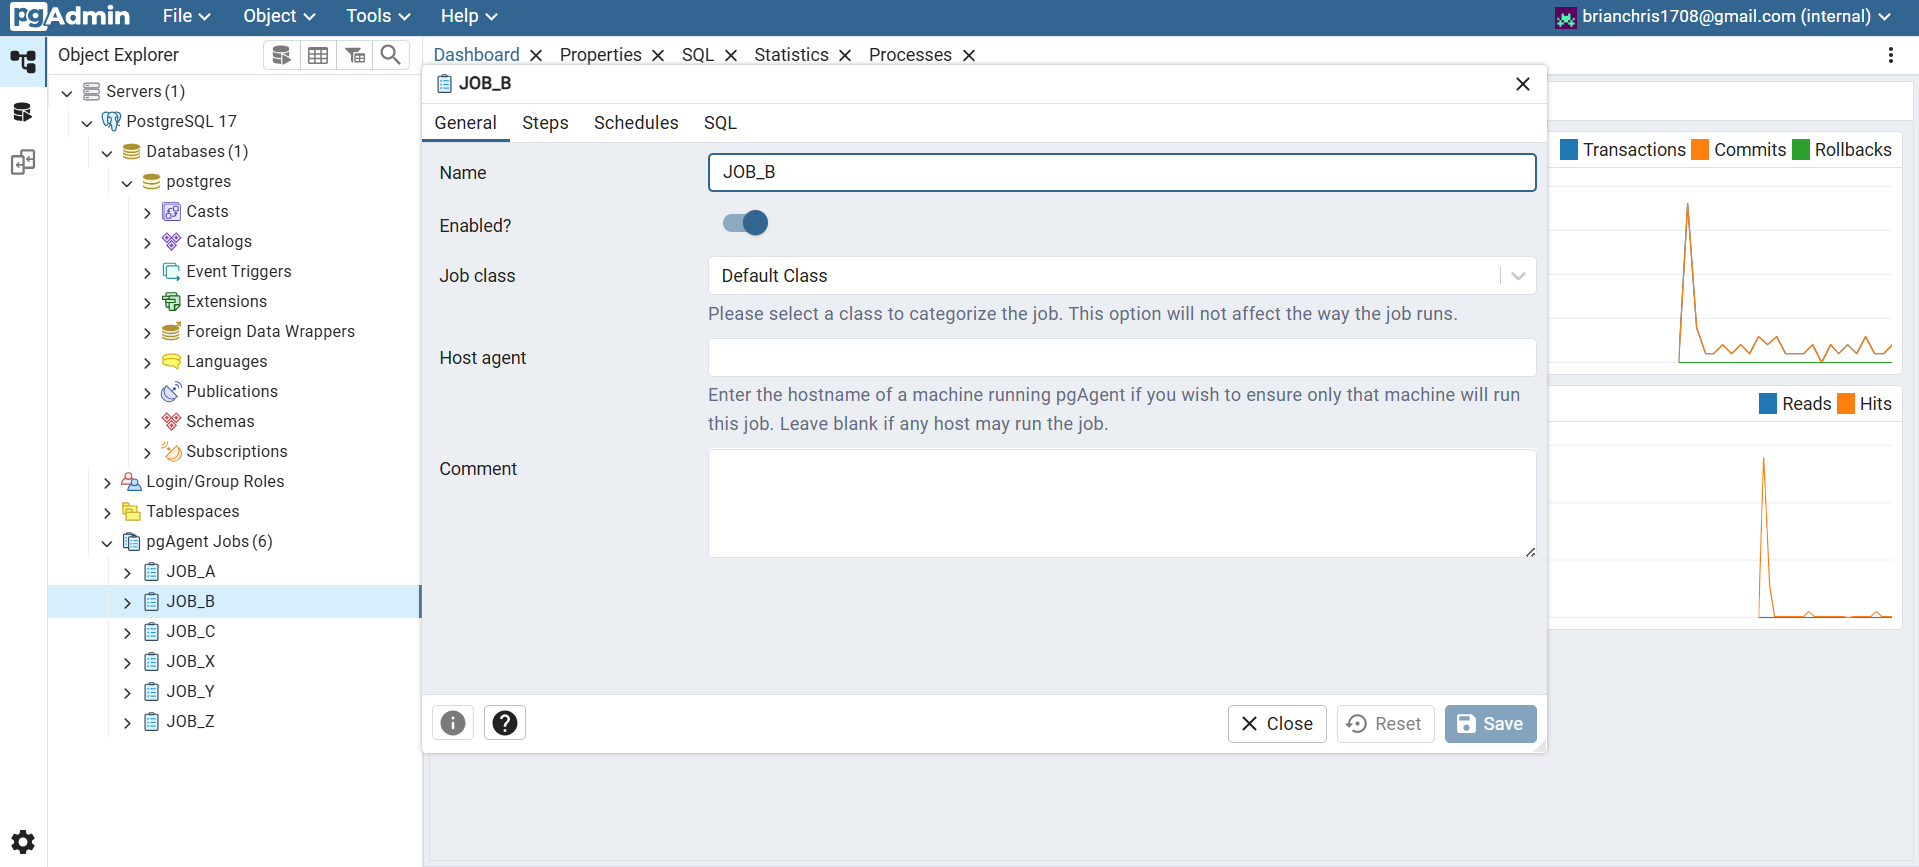 pgAdmin File Object Tools Help brianchris1708@gmail.com (internal)
Object Explorer
Dashboard Properties SQL Statistics Processes
Servers (1)
PostgreSQL 17
Databases (1)
postgres
Casts
Catalogs
Event Triggers
Extensions
Foreign Data Wrappers
Languages
Publications
Schemas
Subscriptions
Login/Group Roles
Tablespaces
pgAgent Jobs (6)
JOB_A
JOB_B
JOB_C
JOB_X
JOB_Y
JOB_Z
JOB_B
General Steps Schedules SQL
Name JOB_B
Enabled?
Job class Default Class
Please select a class to categorize the job. This option will not affect the way the job runs.
Host agent
Enter the hostname of a machine running pgAgent if you wish to ensure only that machine will run
this job. Leave blank if any host may run the job.
Comment
Close Reset Save
Transactions Commits Rollbacks
Reads Hits